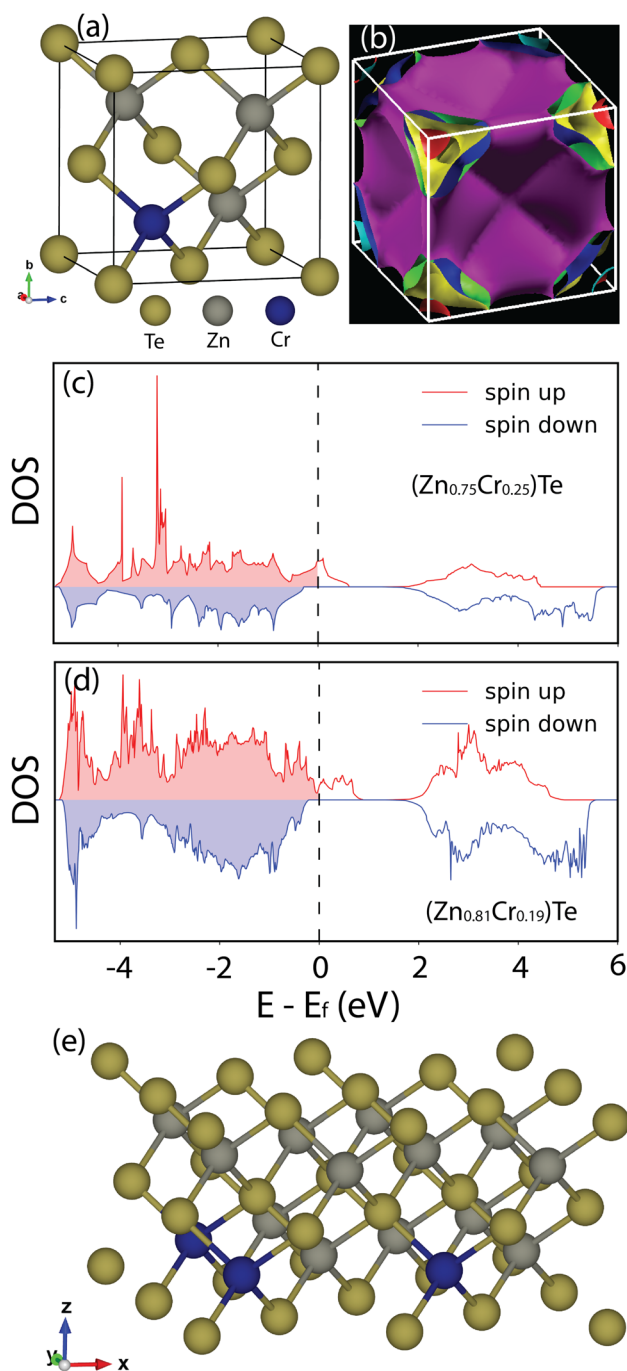 (a)
(b)
b
a
c
Te
Zn
Cr
(c)
spin up
spin down
(Zn0.75Cr0.25)Te
DOS
(d)
spin up
spin down
DOS
(Zn0.81Cr0.19)Te
-4 -2 0 2 4 6
E - Ef (eV)
(e)
z
y
x